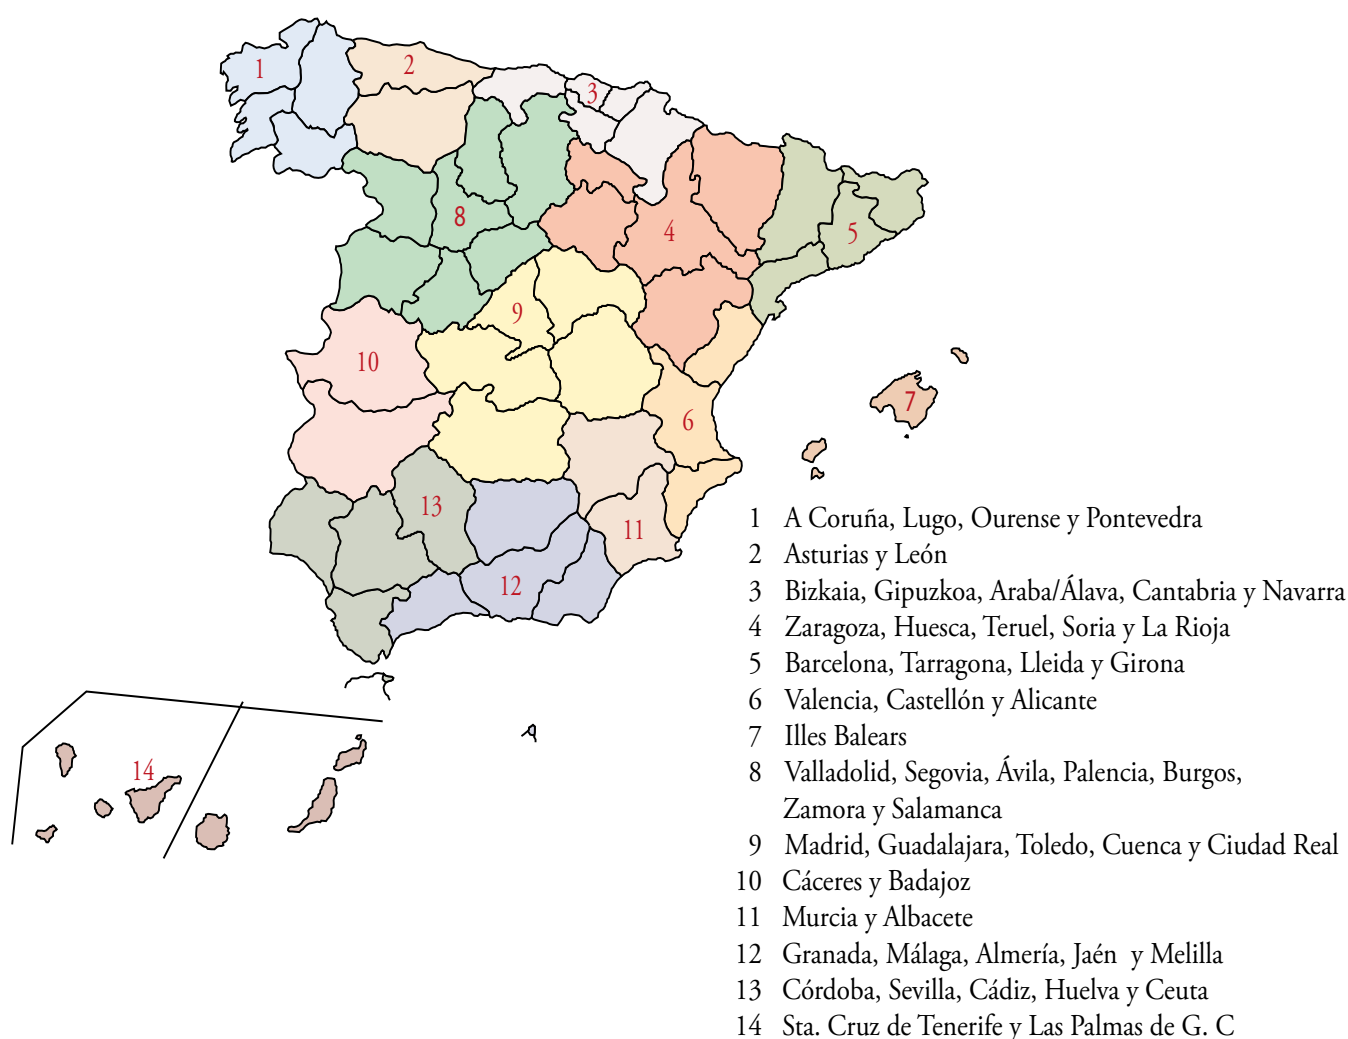 1
2
3
4
5
6
7
8
9
10
11
12
13
14
1 A Coruña, Lugo, Ourense y Pontevedra
2 Asturias y León
3 Bizkaia, Gipuzkoa, Araba/Álava, Cantabria y Navarra
4 Zaragoza, Huesca, Teruel, Soria y La Rioja
5 Barcelona, Tarragona, Lleida y Girona
6 Valencia, Castellón y Alicante
7 Illes Balears
8 Valladolid, Segovia, Ávila, Palencia, Burgos,
Zamora y Salamanca
9 Madrid, Guadalajara, Toledo, Cuenca y Ciudad Real
10 Cáceres y Badajoz
11 Murcia y Albacete
12 Granada, Málaga, Almería, Jaén y Melilla
13 Córdoba, Sevilla, Cádiz, Huelva y Ceuta
14 Sta. Cruz de Tenerife y Las Palmas de G. C